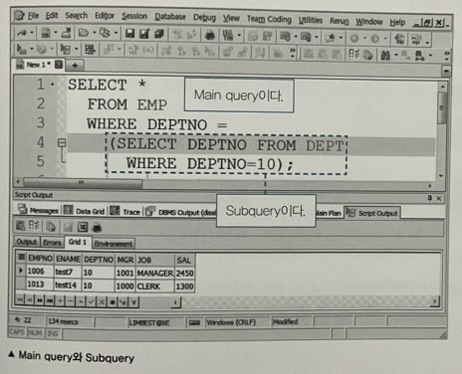 File Edit Search Editor Session Database Debug View Team Coding Utilities Rerun Window Help
New 1*
1 SELECT *
Main query이다.
2 FROM EMP
3 WHERE DEPTNO =
4 (SELECT DEPTNO FROM DEPT
5 WHERE DEPTNO=10);
Subquery이다.
Script Output
Messages Data Grid Trace DBMS Output Plan Script Output
Output Errors Grid 1 Environment
EMPNO ENAME DEPTNO MGR JOB SAL
1006 test7 10 1001 MANAGER 2450
1013 test14 10 1000 CLERK 1300
4: 22 134 msecs LIMBEST@XE Windows (CRLF) Modified
CAPS NUM INS
▲ Main query와 Subquery